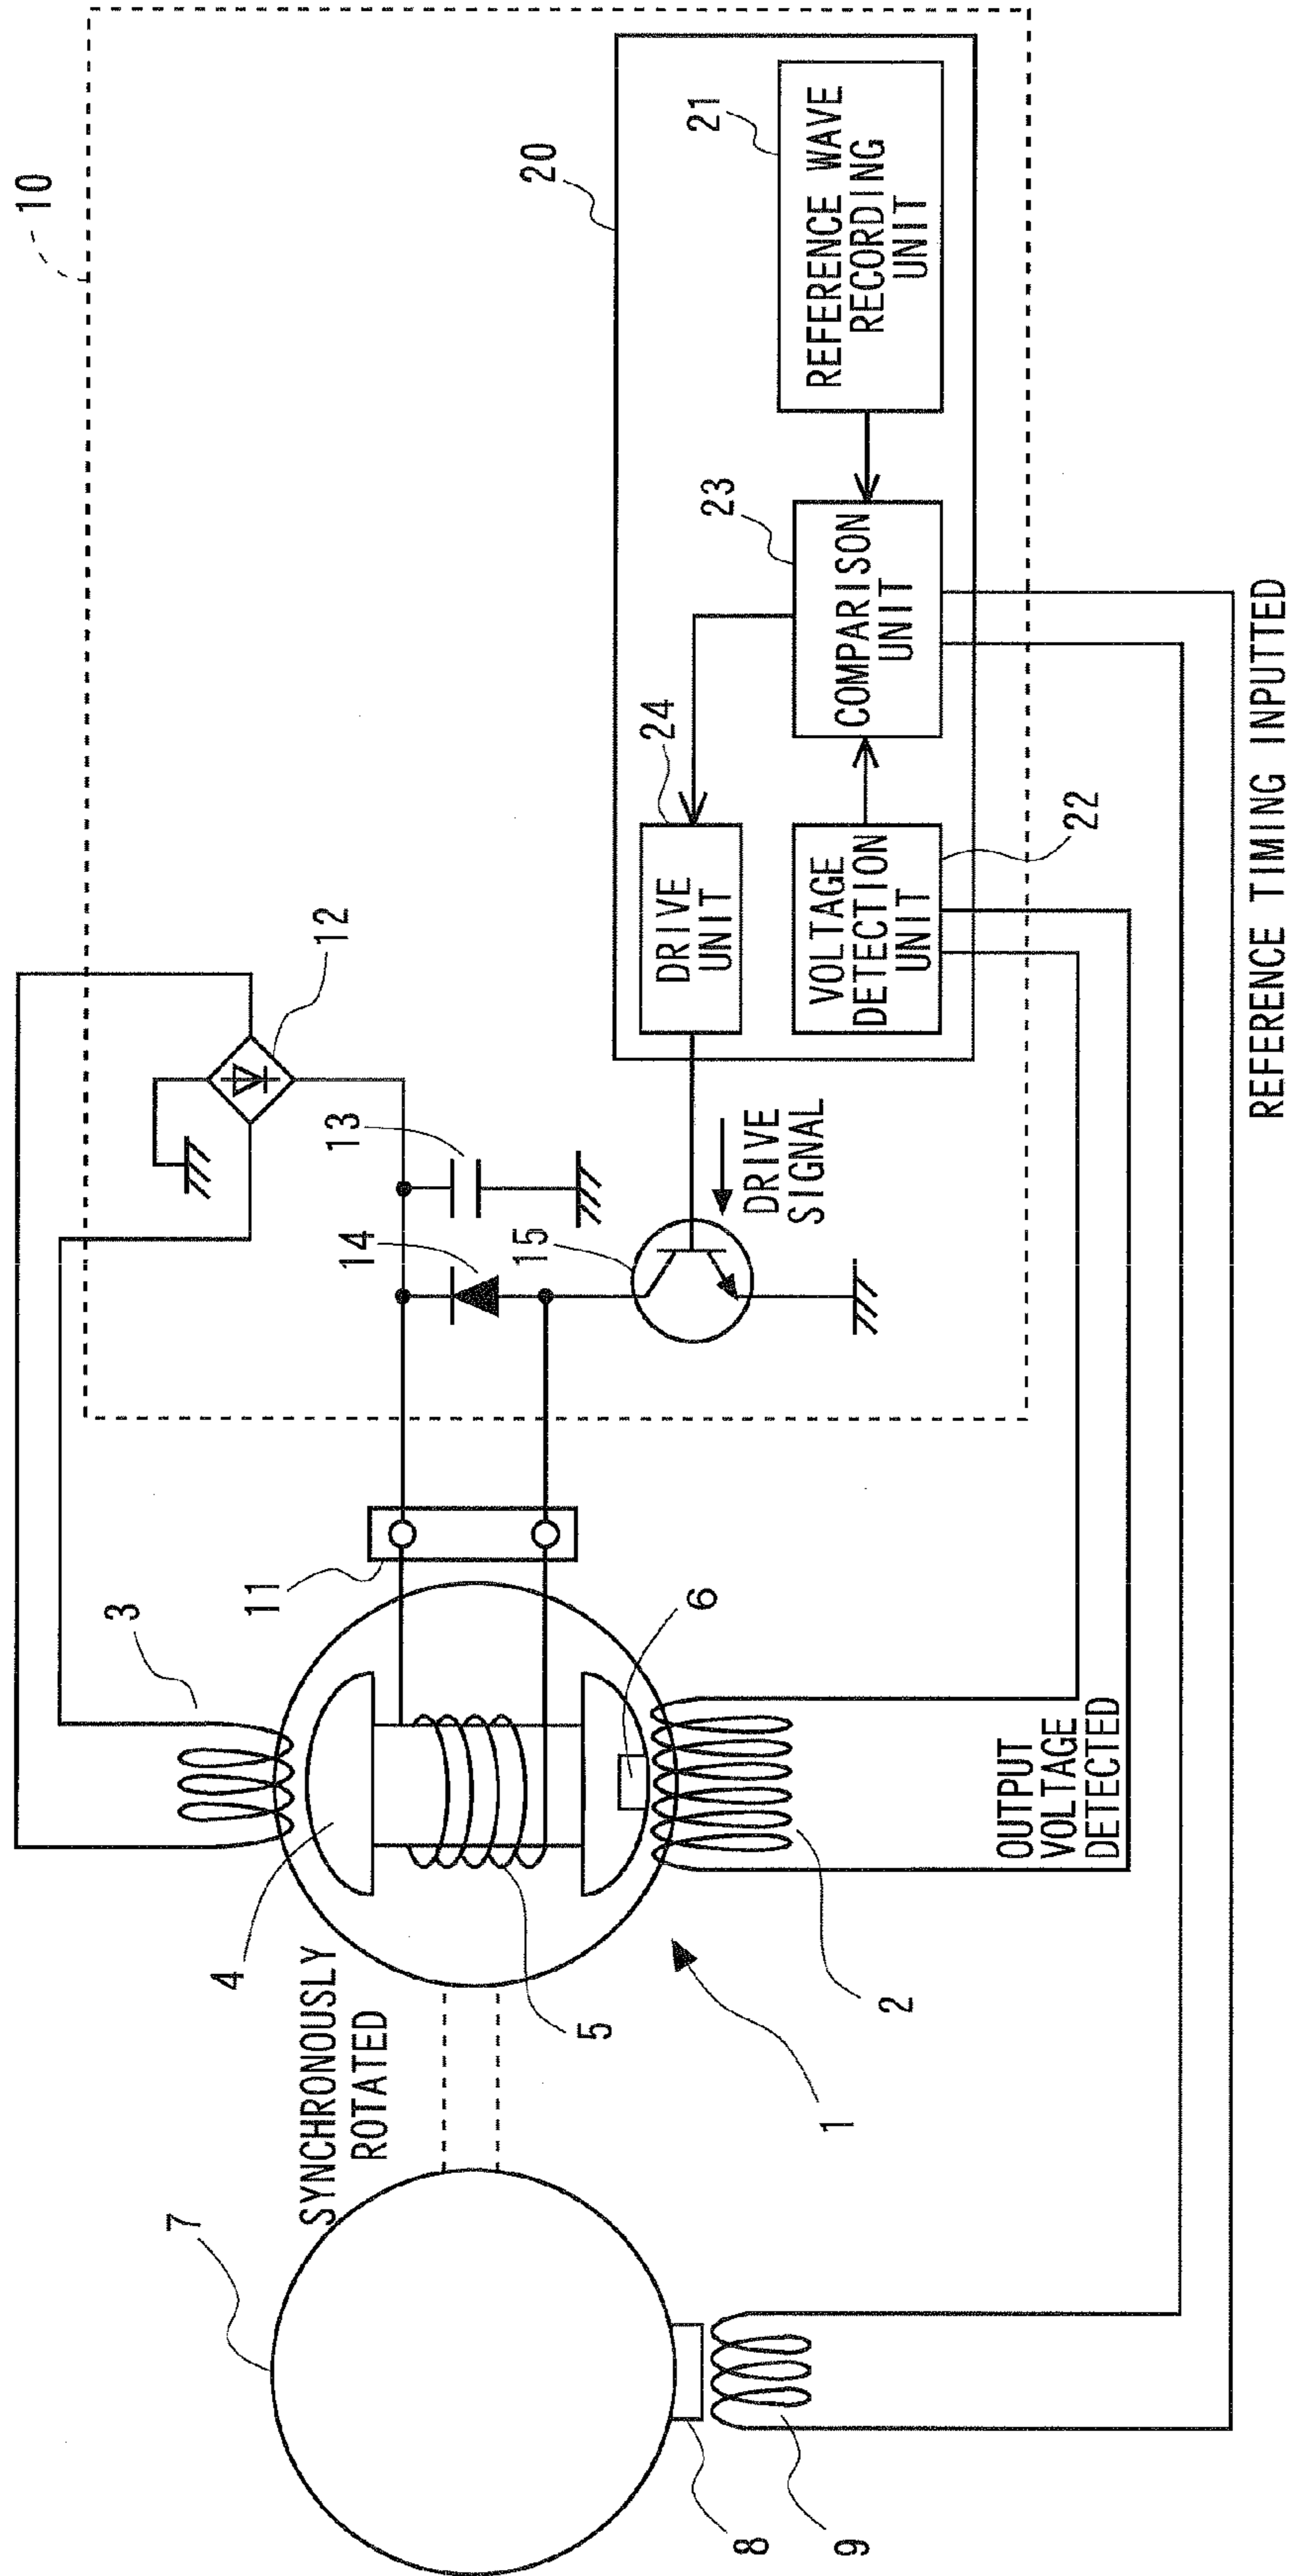 10
20
21
REFERENCE WAVE
RECORDING
UNIT
23
COMPARISON
UNIT
24
DRIVE
UNIT
22
VOLTAGE
DETECTION
UNIT
12
13
14
15
DRIVE
SIGNAL
11
3
6
4
5
2
1
OUTPUT
VOLTAGE
DETECTED
SYNCHRONOUSLY
ROTATED
7
8
9
REFERENCE TIMING INPUTTED